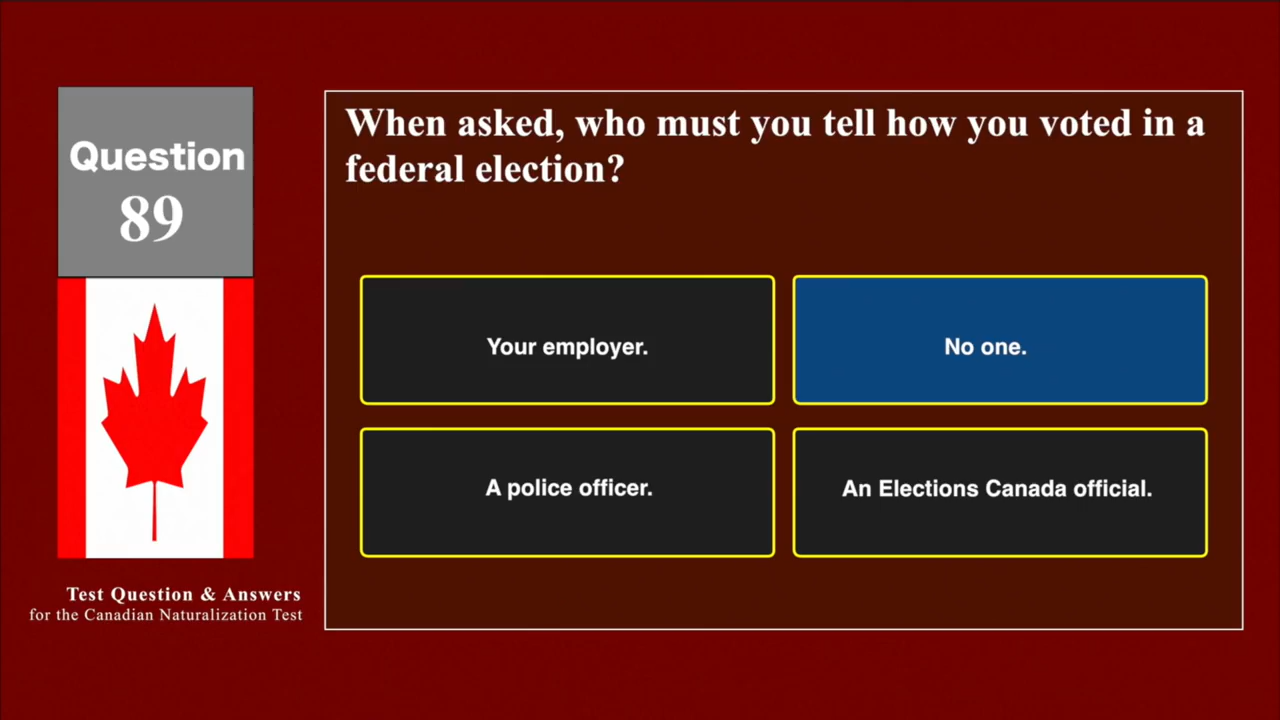 Question
89
When asked, who must you tell how you voted in a
federal election?
Your employer.
No one.
A police officer.
An Elections Canada official.
Test Question & Answers
for the Canadian Naturalization Test